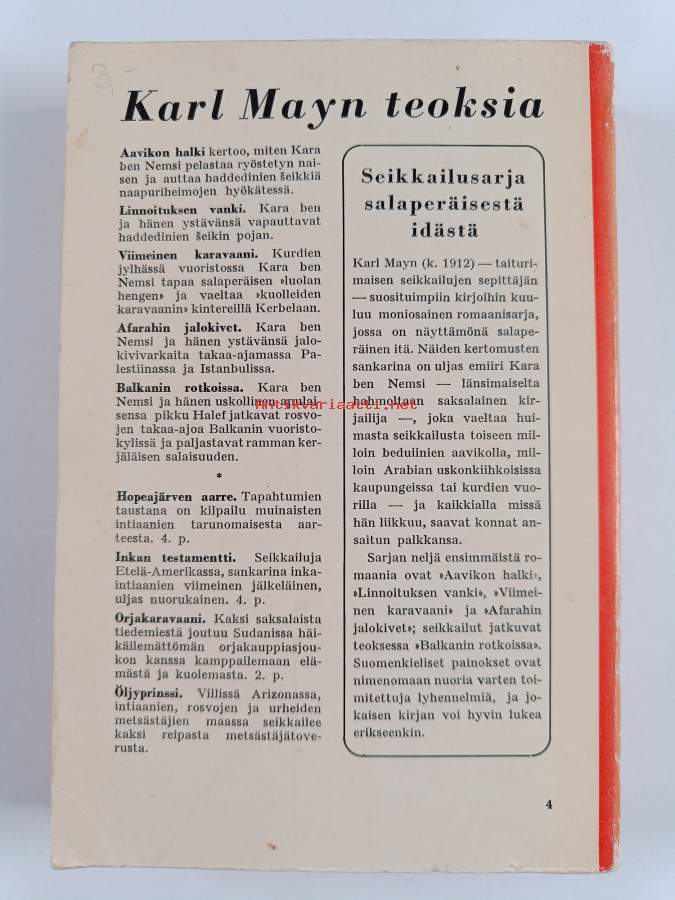 3,-
Karl Mayn teoksia
Aavikon halki kertoo, miten Kara
ben Nemsi pelastaa ryöstetyn nai-
sen ja auttaa haddedinien šeikkiä
naapuriheimojen hyökätessä.
Linnoituksen vanki. Kara ben
ja hänen ystävänsä vapauttavat
haddedinien šeikin pojan.
Viimeinen karavaani. Kurdien
jylhässä vuoristossa Kara ben
Nemsi tapaa salaperäisen »luolan
hengen» ja vaeltaa »kuolleiden
karavaanin» kintereillä Kerbelaan.
Afarahin jalokivet. Kara ben
Nemsi ja hänen ystävänsä jalo-
kivivarkaita takaa-ajamassa Pa-
lestiinassa ja Istanbulissa.
Balkanin rotkoissa. Kara ben
Nemsi ja hänen uskollinen apulai-
sensa pikku Halef jatkavat rosvo-
jen takaa-ajoa Balkanin vuoristo-
kylissä ja paljastavat ramman ker-
jäläisen salaisuuden.
*
Hopeajärven aarre. Tapahtumien
taustana on kilpailu muinaisten
intiaanien tarunomaisesta aar-
teesta. 4. p.
Inkan testamentti. Seikkailuja
Etelä-Amerikassa, sankarina inka-
intiaanien viimeinen jälkeläinen,
uljas nuorukainen. 4. p.
Orjakaravaani. Kaksi saksalaista
tiedemiestä joutuu Sudanissa häi-
käilemättömän orjakauppiasjou-
kon kanssa kamppailemaan elä-
mästä ja kuolemasta. 2. p.
Öljyprinssi. Villissä Arizonassa,
intiaanien, rosvojen ja urheiden
metsästäjien maassa seikkailee
kaksi reipasta metsästäjätove-
rusta.
Seikkailusarja
salaperäisestä
idästä
Karl Mayn (k. 1912) — taituri-
maisen seikkailujen sepittäjän
— suosituimpiin kirjoihin kuu-
luu moniosainen romaanisarja,
jossa on näyttämönä salape-
räinen itä. Näiden kertomusten
sankarina on uljas emiiri Kara
ben Nemsi — länsimaiselta
hahmoltaan saksalainen kir-
jailija —, joka vaeltaa hui-
masta seikkailusta toiseen mil-
loin beduiinien aavikolla, mil-
loin Arabian uskonkiihkoisissa
kaupungeissa tai kurdien vuo-
rilla — ja kaikkialla missä
hän liikkuu, saavat konnat an-
saitun palkkansa.
Sarjan neljä ensimmäistä ro-
maania ovat »Aavikon halki»,
»Linnoituksen vanki», »Viimei-
nen karavaani» ja »Afarahin
jalokivet»; seikkailut jatkuvat
teoksessa »Balkanin rotkoissa».
Suomenkieliset painokset ovat
nimenomaan nuoria varten toi-
mitettuja lyhennelmiä, ja jo-
kaisen kirjan voi hyvin lukea
erikseenkin.
4
Antikvariaatti.net